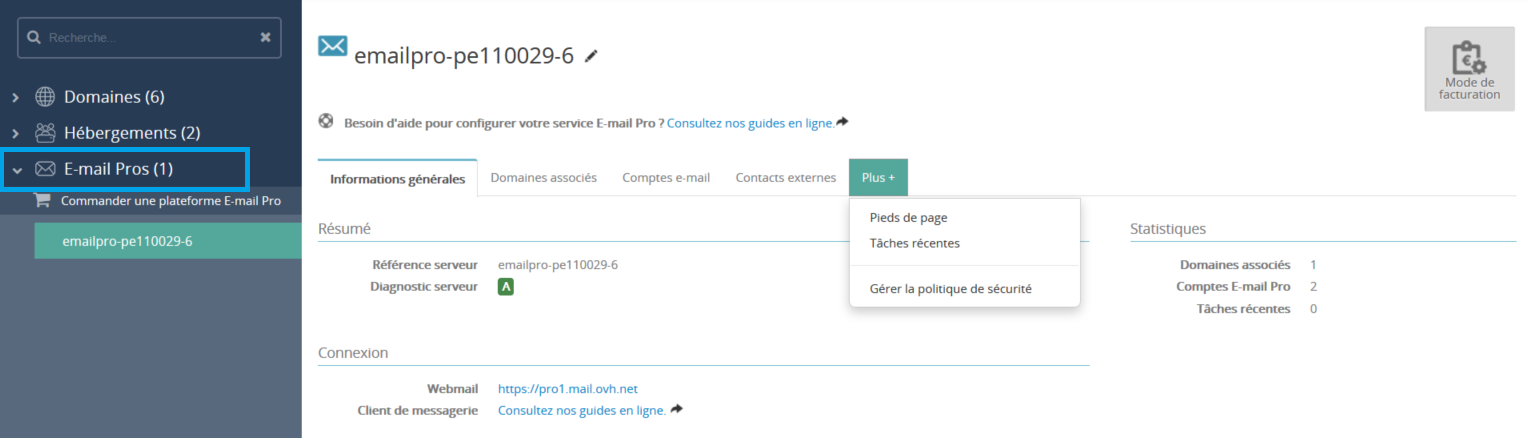 Recherche...
Domaines (6)
Hébergements (2)
E-mail Pros (1)
Commander une plateforme E-mail Pro
emailpro-pe110029-6
emailpro-pe110029-6
Mode de
facturation
Besoin d'aide pour configurer votre service E-mail Pro ? Consultez nos guides en ligne.
Informations générales Domaines associés Comptes e-mail Contacts externes Plus +
Pieds de page
Tâches récentes
Gérer la politique de sécurité
Résumé
Référence serveur emailpro-pe110029-6
Diagnostic serveur A
Connexion
Webmail https://pro1.mail.ovh.net
Client de messagerie Consultez nos guides en ligne.
Statistiques
Domaines associés 1
Comptes E-mail Pro 2
Tâches récentes 0